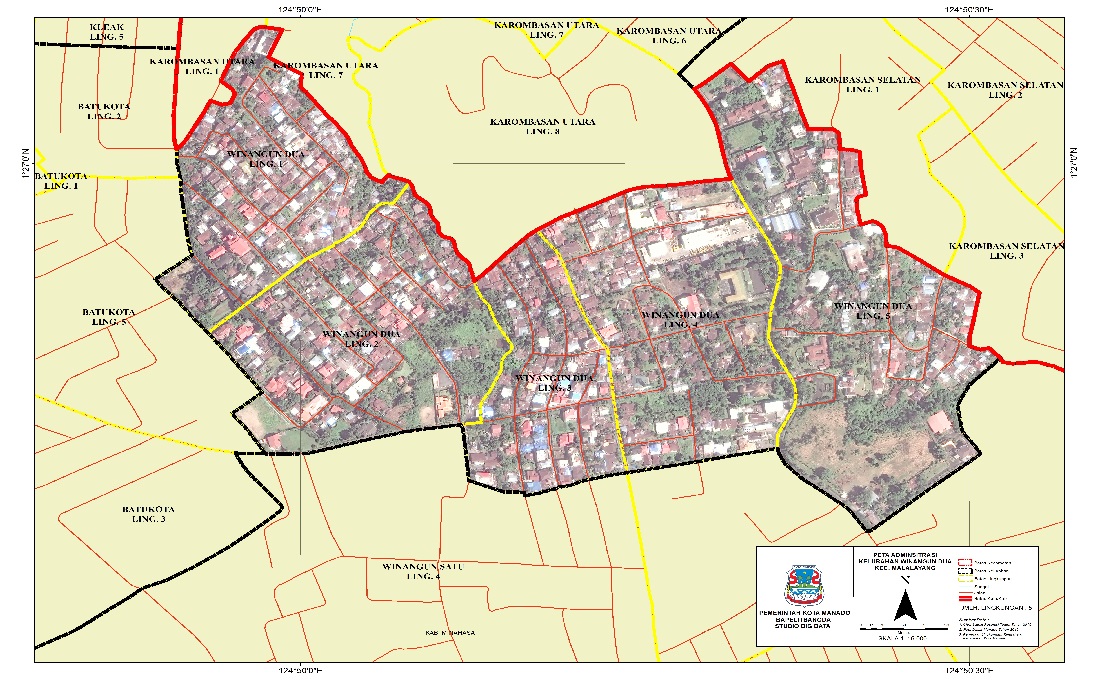 124°50'0"E
124°50'30"E
KLEAK
LING. 5
KAROMBASAN UTARA
LING. 1
KAROMBASAN UTARA
LING. 7
KAROMBASAN UTARA
LING. 7
KAROMBASAN UTARA
LING. 6
KAROMBASAN SELATAN
LING. 1
KAROMBASAN SELATAN
LING. 2
BATUKOTA
LING. 2
KAROMBASAN UTARA
LING. 8
WINANGUN DUA
LING. 1
1°27'0"N
1°27'0"N
BATUKOTA
LING. 1
KAROMBASAN SELATAN
LING. 3
BATUKOTA
LING. 5
WINANGUN DUA
LING. 2
WINANGUN DUA
LING. 4
WINANGUN DUA
LING. 5
WINANGUN DUA
LING. 3
BATUKOTA
LING. 3
WINANGUN SATU
LING. 4
KAB. MINAHASA
PEMERINTAH KOTA MANADO
BAPELITBANGDA
STUDIO BIG DATA
PETA ADMINISTRASI
KELURAHAN WINANGUN DUA
KEC. MALALAYANG
N
124°50'0"E
124°50'30"E